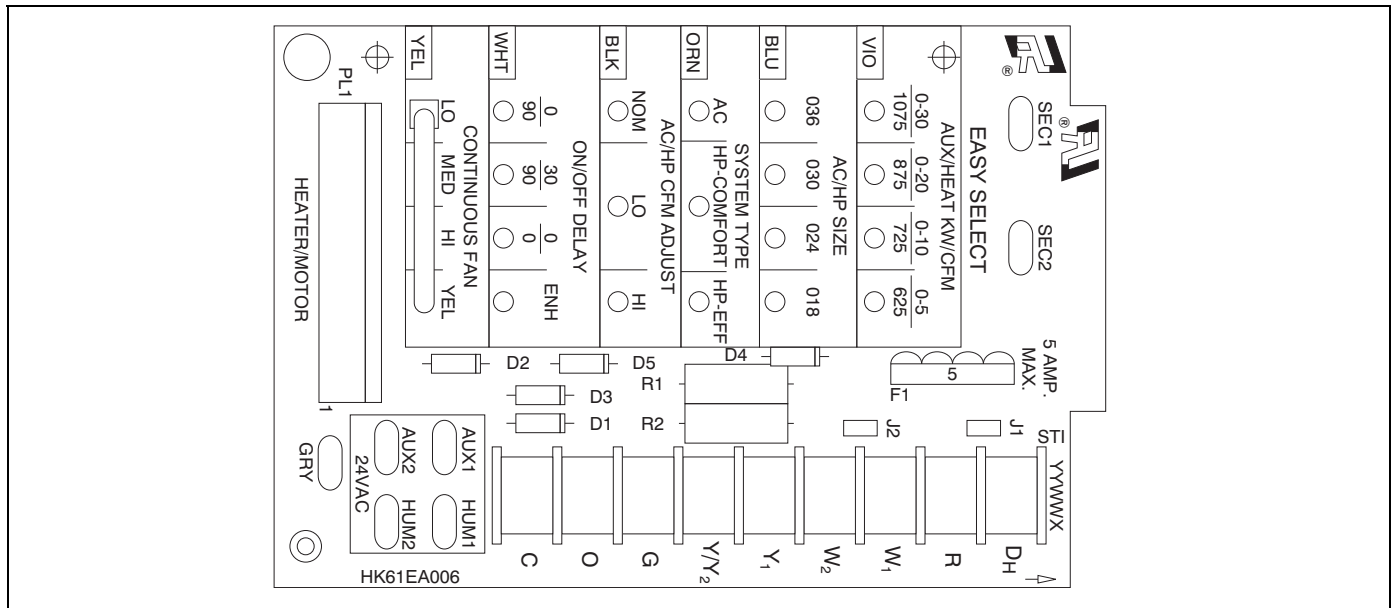 PL1
HEATER/MOTOR
1
YEL
LO MED HI YEL
CONTINUOUS FAN
WHT
0 30 0 ENH
90 90 0
ON/OFF DELAY
BLK
NOM LO HI
AC/HP CFM ADJUST
ORN
AC HP-COMFORT HP-EFF
SYSTEM TYPE
BLU
036 030 024 018
AC/HP SIZE
VIO
0-30 0-20 0-10 0-5
1075 875 725 625
AUX/HEAT KW/CFM
EASY SELECT
®
®
SEC1
SEC2
D2
D5
D4
D3
D1
R1
R2
5
F1
5 AMP.
MAX.
J2
J1
STI
YYWWX
GRY
24VAC
AUX2
AUX1
HUM2
HUM1
C
O
G
Y/Y2
Y1
W2
W1
R
DH
HK61EA006